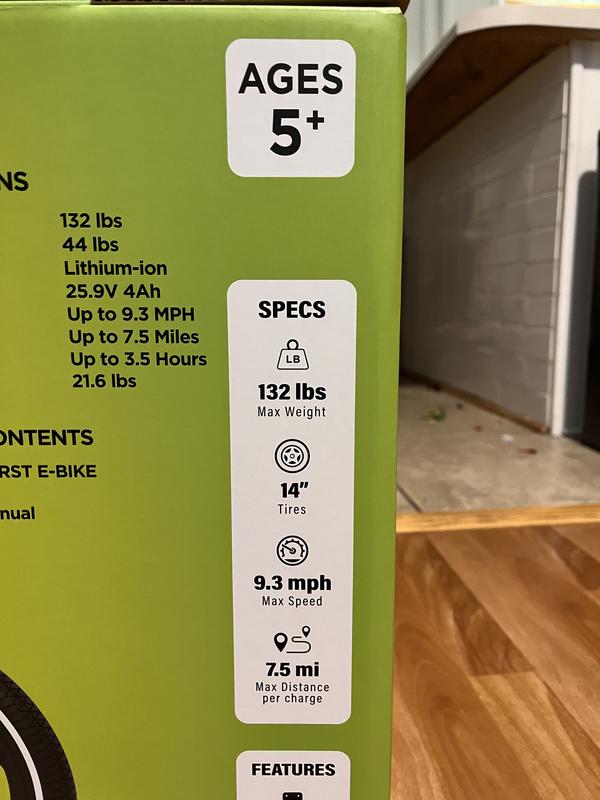 AGES
5+
NS
132 lbs
44 lbs
Lithium-ion
25.9V 4Ah
Up to 9.3 MPH
Up to 7.5 Miles
Up to 3.5 Hours
21.6 lbs
ONTENTS
RST E-BIKE
nual
SPECS
LB
132 lbs
Max Weight
14"
Tires
9.3 mph
Max Speed
7.5 mi
Max Distance
per charge
FEATURES